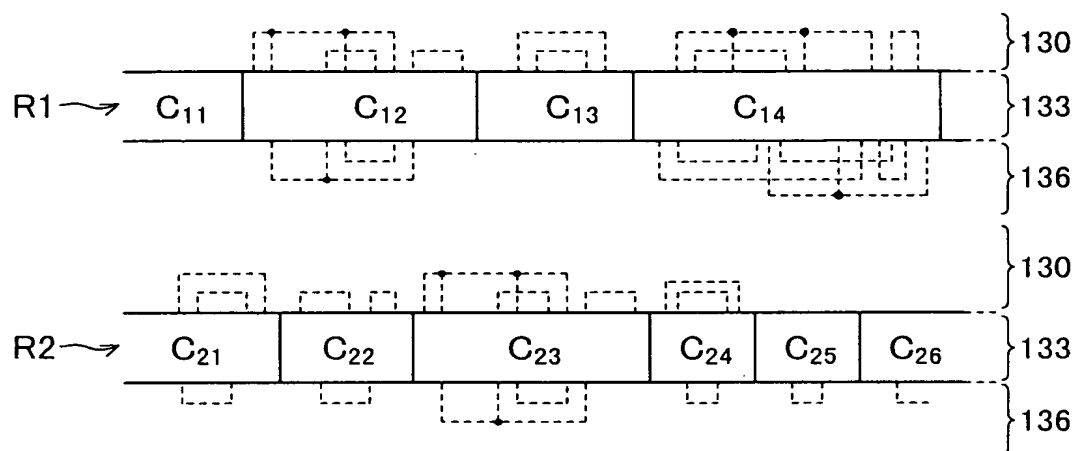 130
R1 C₁₁ C₁₂ C₁₃ C₁₄ 133
136
130
R2 C₂₁ C₂₂ C₂₃ C₂₄ C₂₅ C₂₆ 133
136